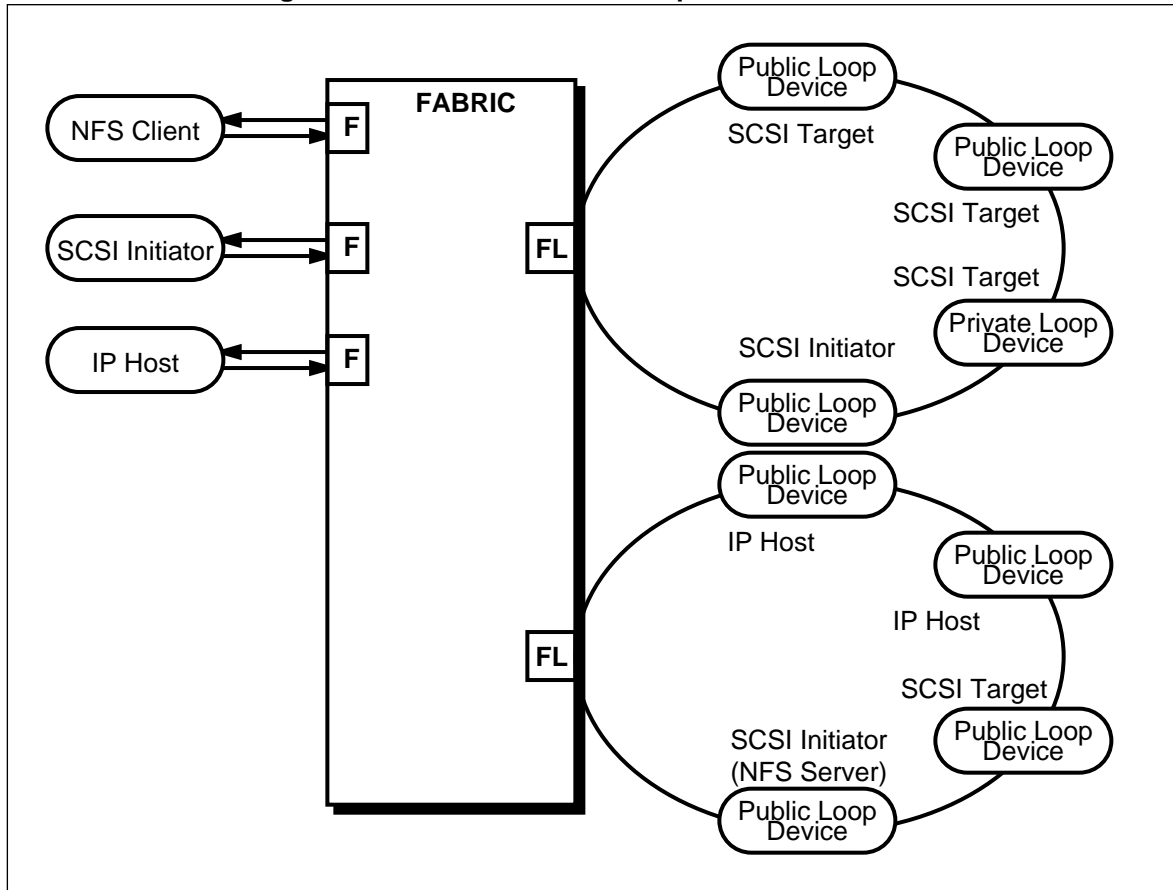 FABRIC
NFS Client
F
SCSI Initiator
F
IP Host
F
FL
Public Loop
Device
SCSI Target
Public Loop
Device
SCSI Target
SCSI Target
Private Loop
Device
SCSI Initiator
Public Loop
Device
FL
Public Loop
Device
IP Host
Public Loop
Device
IP Host
SCSI Target
Public Loop
Device
SCSI Initiator
(NFS Server)
Public Loop
Device